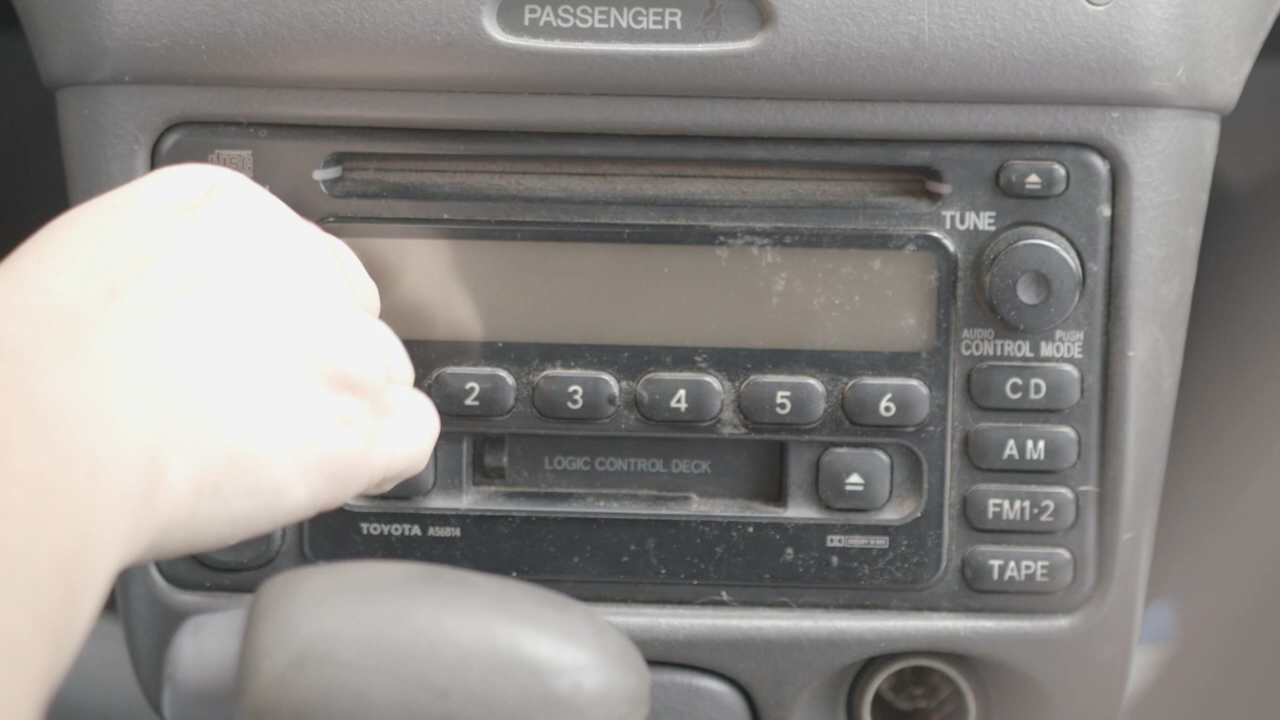 PASSENGER
disc
TUNE
AUDIO PUSH
CONTROL MODE
2 3 4 5 6
CD
AM
FM1·2
TAPE
LOGIC CONTROL DECK
TOYOTA A56814